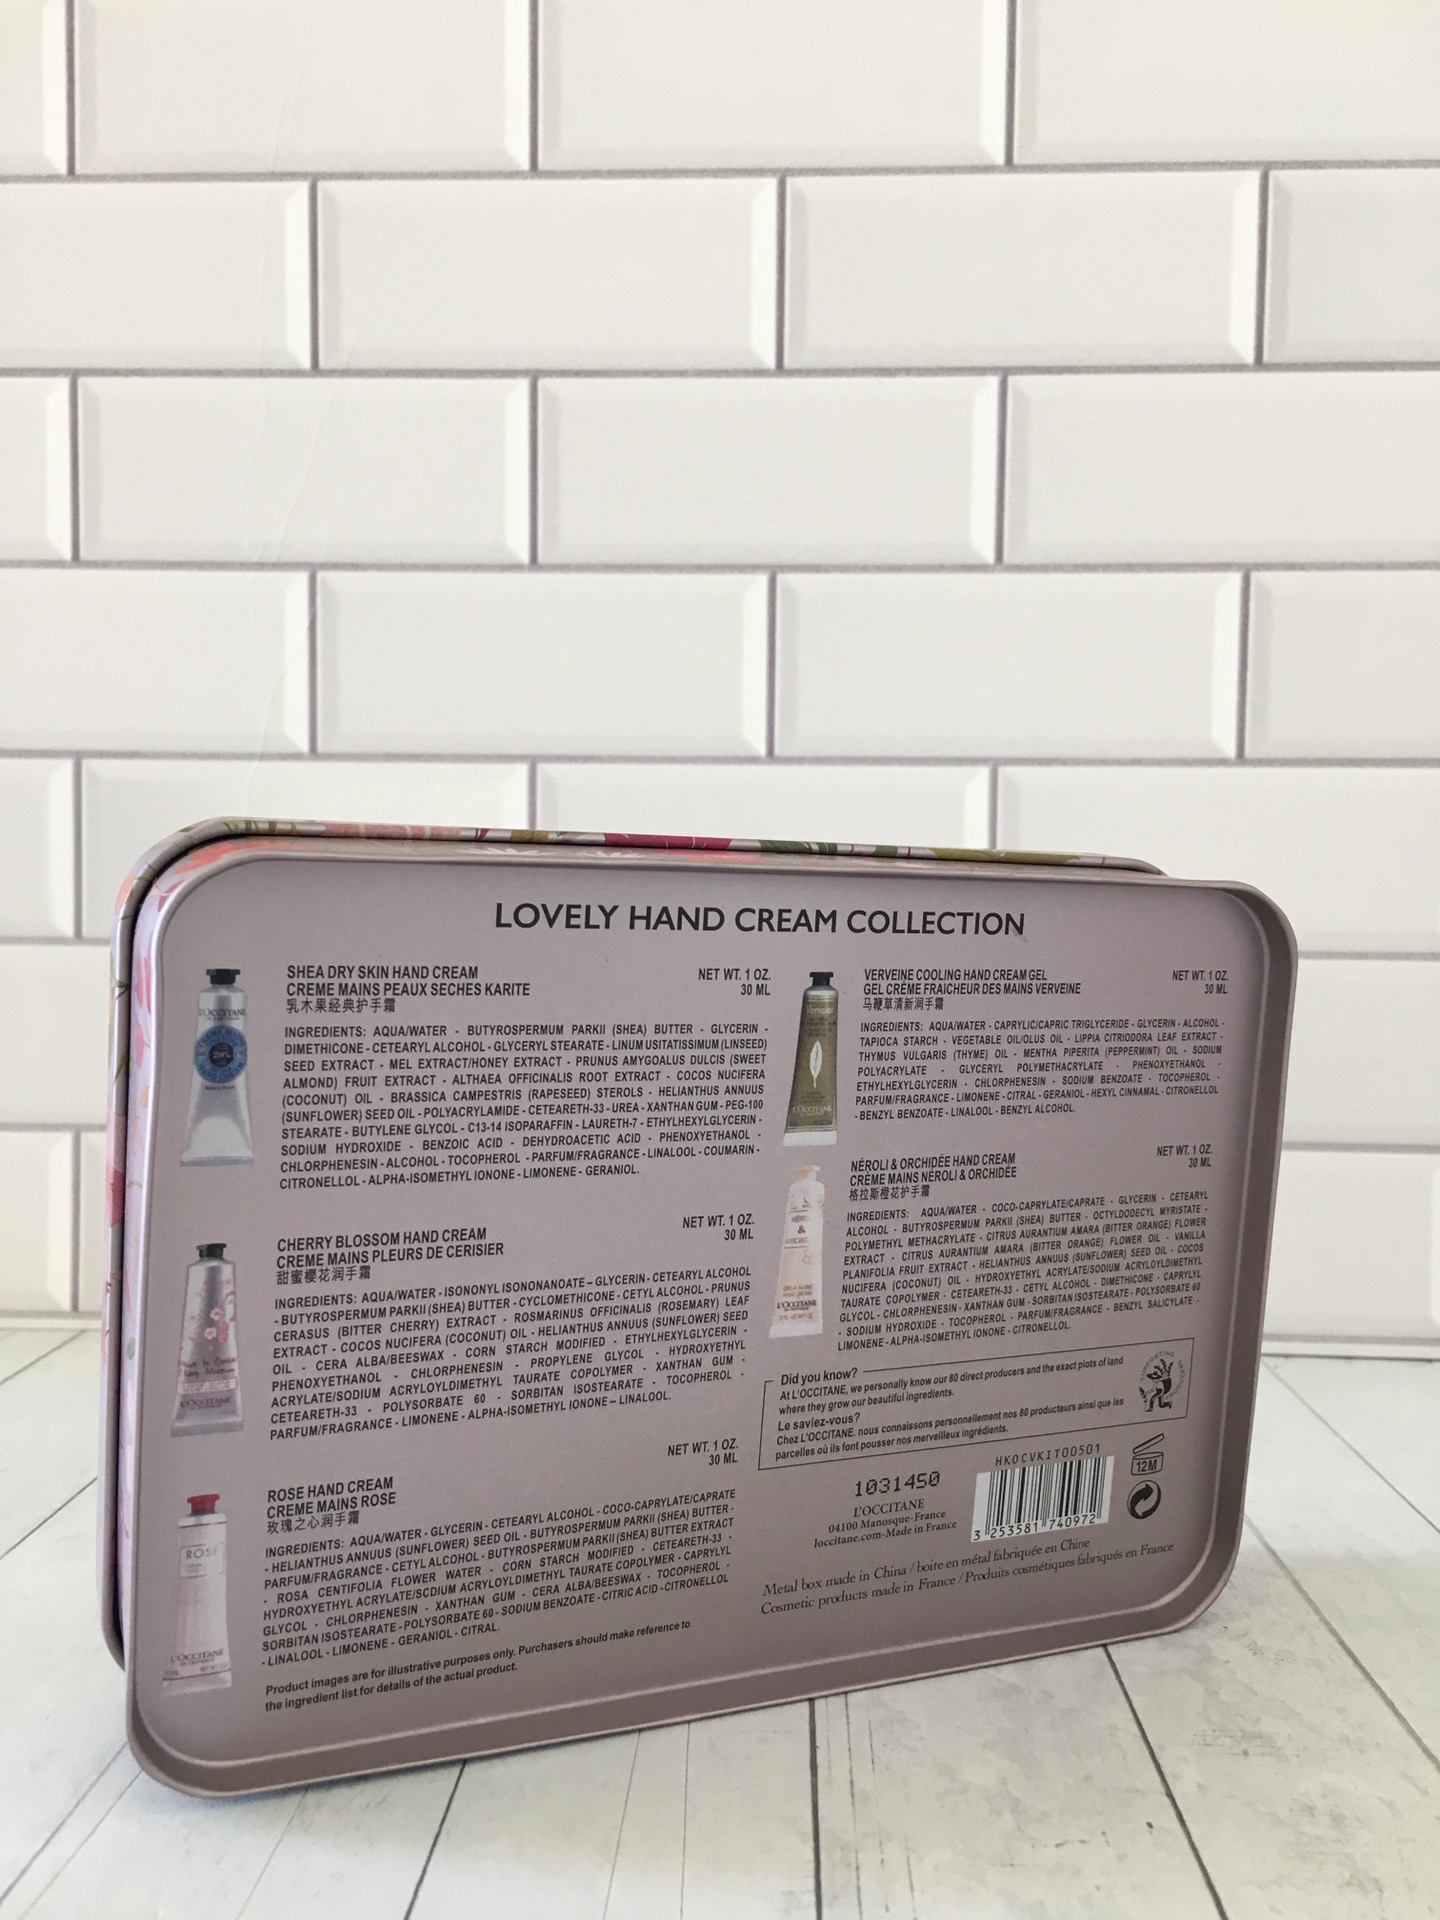 LOVELY HAND CREAM COLLECTION
SHEA DRY SKIN HAND CREAM
CREME MAINS PEAUX SECHES KARITE
乳木果经典护手霜
NET WT. 1 OZ.
30 ML
INGREDIENTS: AQUA/WATER - BUTYROSPERMUM PARKII (SHEA) BUTTER - GLYCERIN -
DIMETHICONE - CETEARYL ALCOHOL - GLYCERYL STEARATE - LINUM USITATISSIMUM (LINSEED)
SEED EXTRACT - MEL EXTRACT/HONEY EXTRACT - PRUNUS AMYGOALUS DULCIS (SWEET
ALMOND) FRUIT EXTRACT - ALTHAEA OFFICINALIS ROOT EXTRACT - COCOS NUCIFERA
(COCONUT) OIL - BRASSICA CAMPESTRIS (RAPESEED) STEROLS - HELIANTHUS ANNUUS
(SUNFLOWER) SEED OIL - POLYACRYLAMIDE - CETEARETH-33 - UREA - XANTHAN GUM - PEG-100
STEARATE - BUTYLENE GLYCOL - C13-14 ISOPARAFFIN - LAURETH-7 - ETHYLHEXYLGLYCERIN -
SODIUM HYDROXIDE - BENZOIC ACID - DEHYDROACETIC ACID - PHENOXYETHANOL -
CHLORPHENESIN - ALCOHOL - TOCOPHEROL - PARFUM/FRAGRANCE - LINALOOL - COUMARIN -
CITRONELLOL - ALPHA-ISOMETHYL IONONE - LIMONENE - GERANIOL.
CHERRY BLOSSOM HAND CREAM
CREME MAINS PLEURS DE CERISIER
甜蜜樱花润手霜
NET WT. 1 OZ.
30 ML
INGREDIENTS: AQUA/WATER - ISONONYL ISONONANOATE – GLYCERIN - CETEARYL ALCOHOL
- BUTYROSPERMUM PARKII (SHEA) BUTTER - CYCLOMETHICONE - CETYL ALCOHOL - PRUNUS
CERASUS (BITTER CHERRY) EXTRACT - ROSMARINUS OFFICINALIS (ROSEMARY) LEAF
EXTRACT - COCOS NUCIFERA (COCONUT) OIL - HELIANTHUS ANNUUS (SUNFLOWER) SEED
OIL - CERA ALBA/BEESWAX - CORN STARCH MODIFIED - ETHYLHEXYLGLYCERIN -
PHENOXYETHANOL - CHLORPHENESIN - PROPYLENE GLYCOL - HYDROXYETHYL
ACRYLATE/SODIUM ACRYLOYLDIMETHYL TAURATE COPOLYMER - XANTHAN GUM -
CETEARETH-33 - POLYSORBATE 60 - SORBITAN ISOSTEARATE - TOCOPHEROL -
PARFUM/FRAGRANCE - LIMONENE - ALPHA-ISOMETHYL IONONE – LINALOOL.
ROSE HAND CREAM
CREME MAINS ROSE
玫瑰之心润手霜
NET WT. 1 OZ.
30 ML
INGREDIENTS: AQUA/WATER - GLYCERIN - CETEARYL ALCOHOL - COCO-CAPRYLATE/CAPRATE
- HELIANTHUS ANNUUS (SUNFLOWER) SEED OIL - BUTYROSPERMUM PARKII (SHEA) BUTTER -
PARFUM/FRAGRANCE - CETYL ALCOHOL - BUTYROSPERMUM PARKII (SHEA) BUTTER EXTRACT
- ROSA CENTIFOLIA FLOWER WATER - CORN STARCH MODIFIED - CETEARETH-33 -
HYDROXYETHYL ACRYLATE/SCDIUM ACRYLOYLDIMETHYL TAURATE COPOLYMER - CAPRYLYL
GLYCOL - CHLORPHENESIN - XANTHAN GUM - CERA ALBA/BEESWAX - TOCOPHEROL -
SORBITAN ISOSTEARATE - POLYSORBATE 60 - SODIUM BENZOATE - CITRIC ACID - CITRONELLOL
- LINALOOL - LIMONENE - GERANIOL - CITRAL.
Product images are for illustrative purposes only. Purchasers should make reference to
the ingredient list for details of the actual product.
VERVEINE COOLING HAND CREAM GEL
GEL CRÈME FRAICHEUR DES MAINS VERVEINE
马鞭草清新润手霜
NET WT. 1 OZ.
30 ML
INGREDIENTS: AQUA/WATER - CAPRYLIC/CAPRIC TRIGLYCERIDE - GLYCERIN - ALCOHOL -
TAPIOCA STARCH - VEGETABLE OIL/OLUS OIL - LIPPIA CITRIODORA LEAF EXTRACT -
THYMUS VULGARIS (THYME) OIL - MENTHA PIPERITA (PEPPERMINT) OIL - SODIUM
POLYACRYLATE - GLYCERYL POLYMETHACRYLATE - PHENOXYETHANOL -
ETHYLHEXYLGLYCERIN - CHLORPHENESIN - SODIUM BENZOATE - TOCOPHEROL -
PARFUM/FRAGRANCE - LIMONENE - CITRAL - GERANIOL - HEXYL CINNAMAL - CITRONELLOL
- BENZYL BENZOATE - LINALOOL - BENZYL ALCOHOL.
NÉROLI & ORCHIDÉE HAND CREAM
CRÈME MAINS NÉROLI & ORCHIDÉE
格拉斯橙花护手霜
NET WT. 1 OZ.
30 ML
INGREDIENTS: AQUA/WATER - COCO-CAPRYLATE/CAPRATE - GLYCERIN - CETEARYL
ALCOHOL - BUTYROSPERMUM PARKII (SHEA) BUTTER - OCTYLDODECYL MYRISTATE -
POLYMETHYL METHACRYLATE - CITRUS AURANTIUM AMARA (BITTER ORANGE) FLOWER
EXTRACT - CITRUS AURANTIUM AMARA (BITTER ORANGE) FLOWER OIL - VANILLA
PLANIFOLIA FRUIT EXTRACT - HELIANTHUS ANNUUS (SUNFLOWER) SEED OIL - COCOS
NUCIFERA (COCONUT) OIL - HYDROXYETHYL ACRYLATE/SODIUM ACRYLOYLDIMETHYL
TAURATE COPOLYMER - CETEARETH-33 - CETYL ALCOHOL - DIMETHICONE - CAPRYLYL
GLYCOL - CHLORPHENESIN - XANTHAN GUM - SORBITAN ISOSTEARATE - POLYSORBATE 60
- SODIUM HYDROXIDE - TOCOPHEROL - PARFUM/FRAGRANCE - BENZYL SALICYLATE -
LIMONENE - ALPHA-ISOMETHYL IONONE - CITRONELLOL.
Did you know?
At L'OCCITANE, we personally know our 80 direct producers and the exact plots of land
where they grow our beautiful ingredients.
Le saviez-vous?
Chez L'OCCITANE. nous connaissons personnellement nos 80 producteurs ainsi que les
parcelles où ils font pousser nos merveilleux ingrédients.
1031450
L'OCCITANE
04100 Manosque-France
loccitane.com-Made in France
HKOCVKIT00501
3 253581 740972
12M
Metal box made in China / boite en métal fabriquée en Chine
Cosmetic products made in France / Produits cosmétiques fabriqués en France
L'OCCITANE
20%
Verveine
L'OCCITANE
L'OCCITANE
L'OCCITANE
ROSE
L'OCCITANE